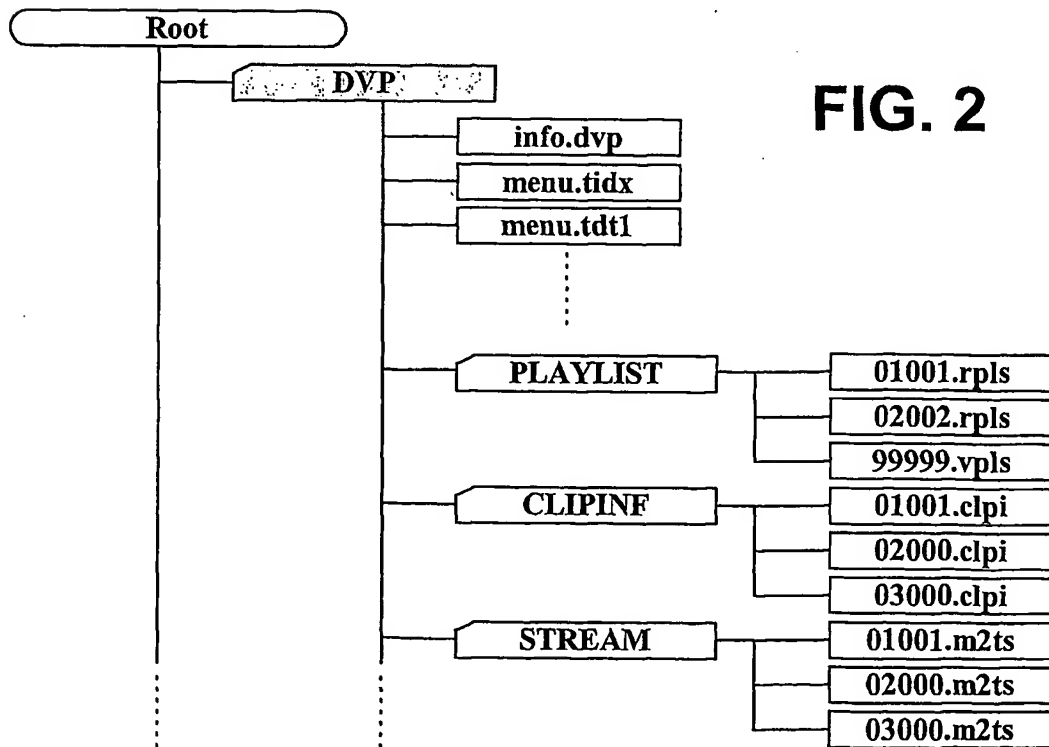 Root
DVP
FIG. 2
info.dvp
menu.tidx
menu.tdt1
PLAYLIST
01001.rpls
02002.rpls
99999.vpls
CLIPINF
01001.clpi
02000.clpi
03000.clpi
STREAM
01001.m2ts
02000.m2ts
03000.m2ts